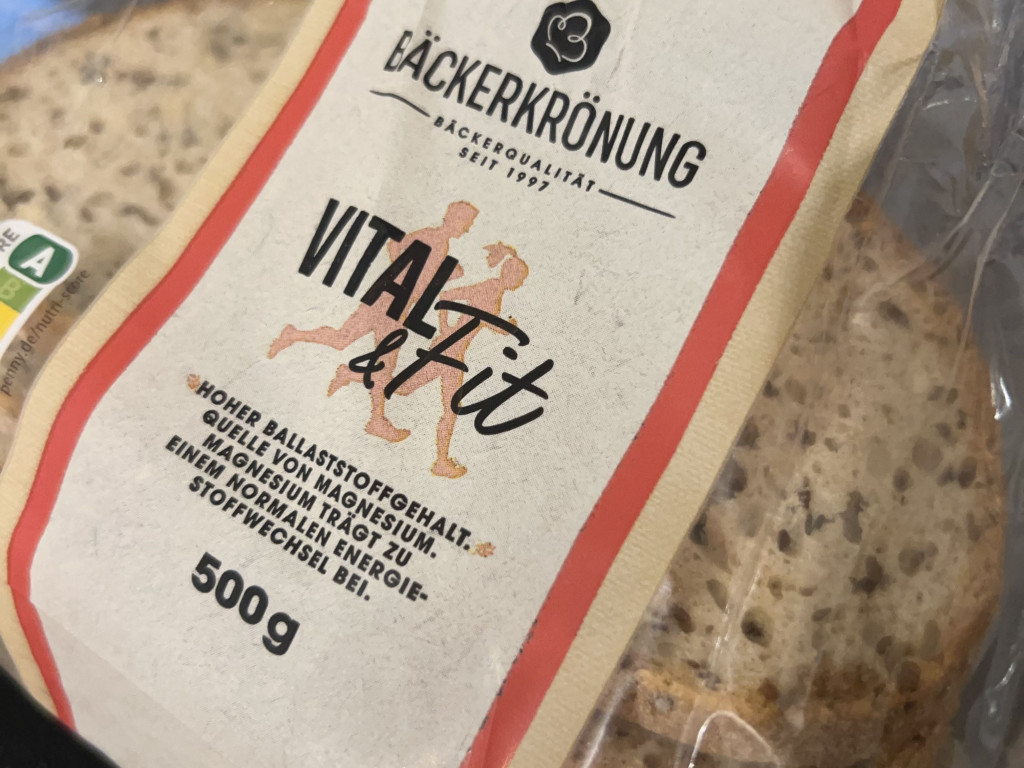 B
BÄCKERKRÖNUNG
BÄCKERQUALITÄT
SEIT 1997
VITAL
& Fit
HOHER BALLASTSTOFFGEHALT.
QUELLE VON MAGNESIUM.
MAGNESIUM TRÄGT ZU
EINEM NORMALEN ENERGIE-
STOFFWECHSEL BEI.
500g
RE
A
B
penny.de/nutri-score